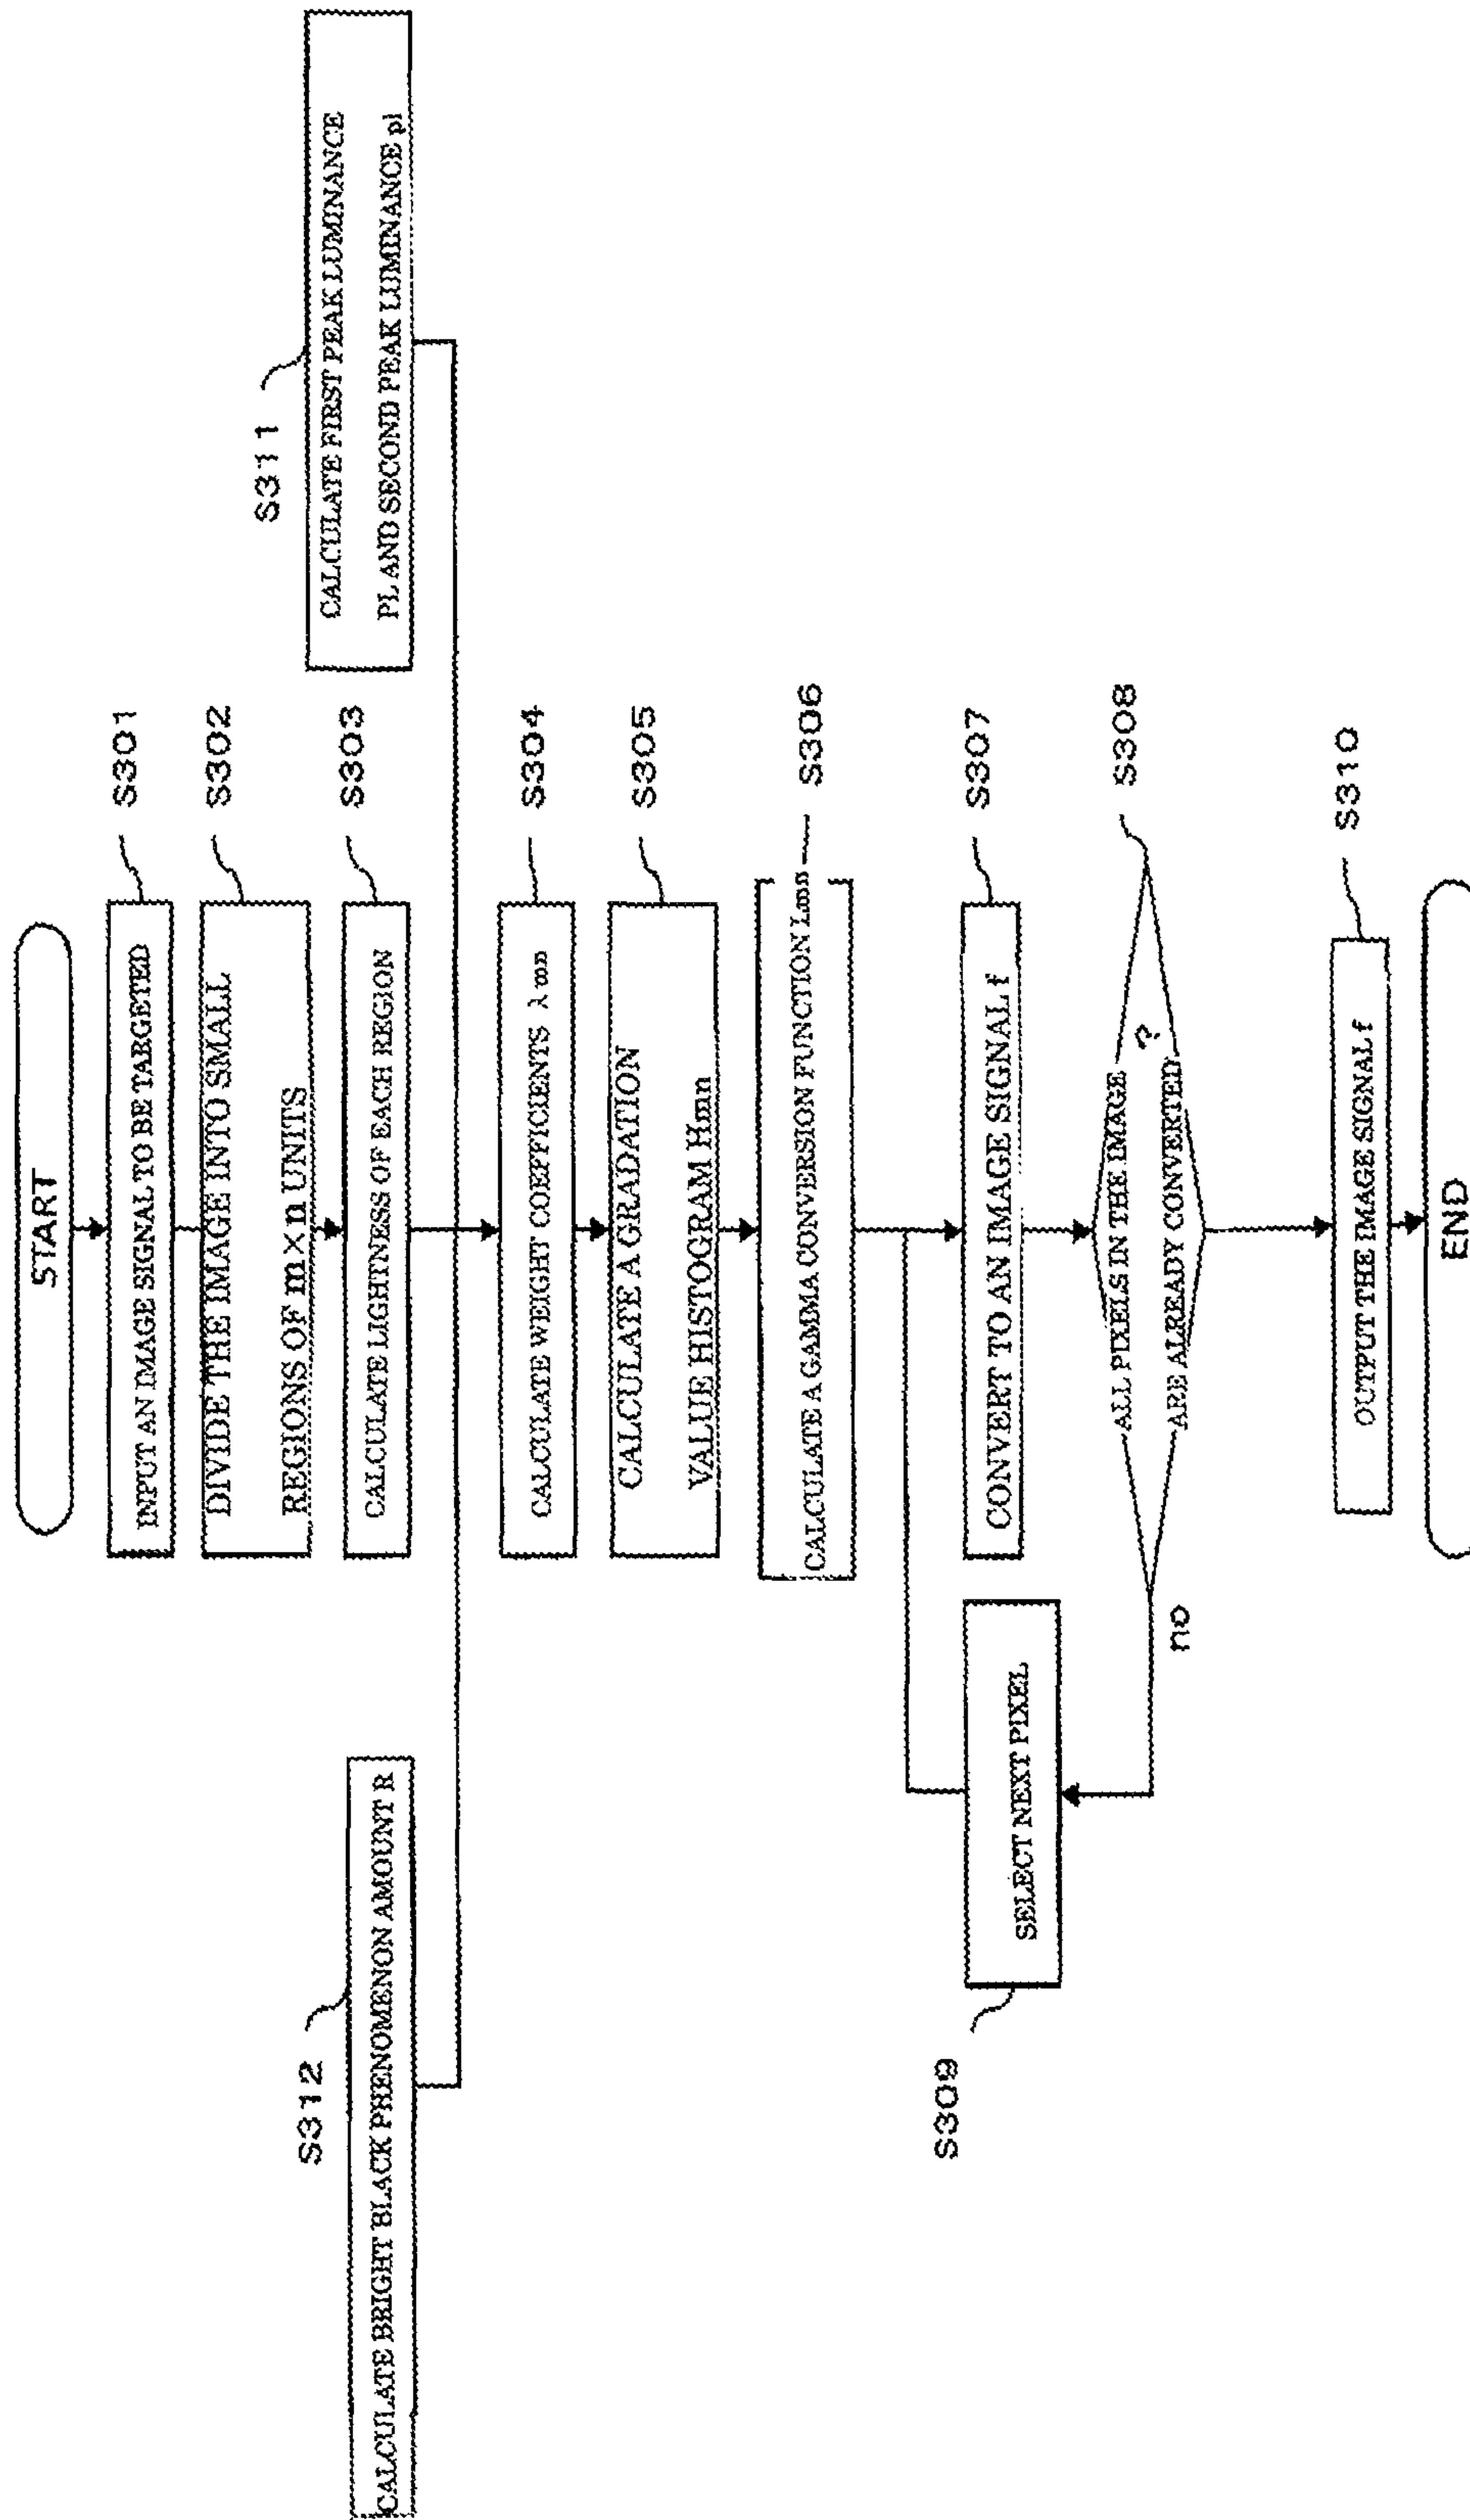 START
INPUT AN IMAGE SIGNAL TO BE TARGETED
S301
DIVIDE THE IMAGE INTO SMALL
REGIONS OF m×n UNITS
S302
CALCULATE LIGHTNESS OF EACH REGION
S303
CALCULATE BRIGHT BLACK PHENOMENON AMOUNT R
S312
CALCULATE FIRST PEAK LUMINANCE
PL AND SECOND PEAK LUMINANCE pl
S311
CALCULATE WEIGHT COEFFICIENTS λmn
S304
CALCULATE A GRADATION
VALUE HISTOGRAM Hmn
S305
CALCULATE A GAMMA CONVERSION FUNCTION Lmn
S306
CONVERT TO AN IMAGE SIGNAL f
S307
ALL PIXELS IN THE IMAGE
ARE ALREADY CONVERTED
?
S308
no
SELECT NEXT PIXEL
S309
OUTPUT THE IMAGE SIGNAL f
S310
END